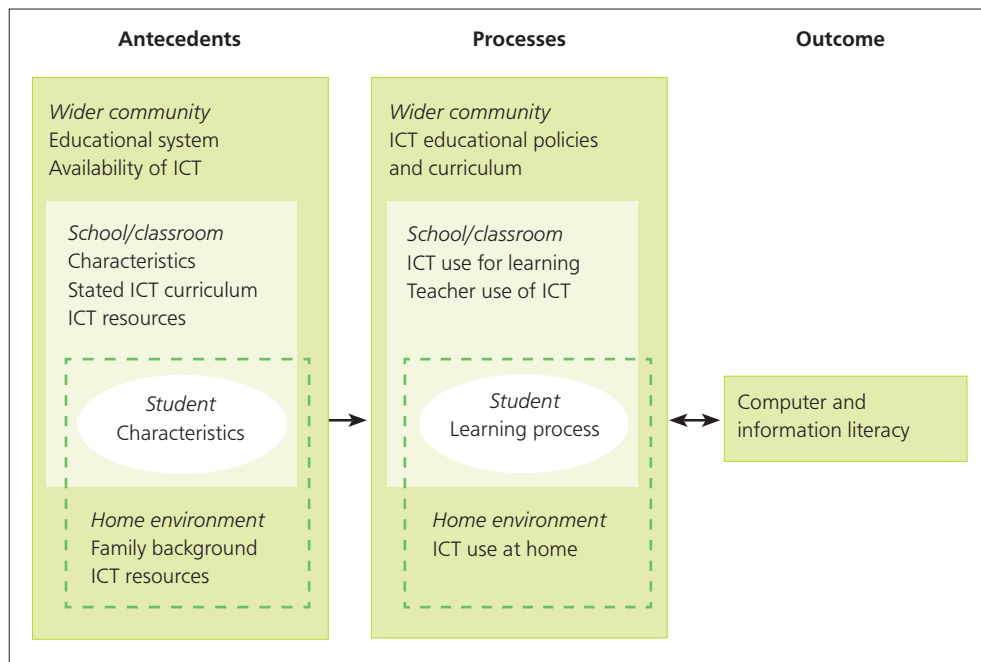 Antecedents
Processes
Outcome
Wider community
Educational system
Availability of ICT
School/classroom
Characteristics
Stated ICT curriculum
ICT resources
Student
Characteristics
Home environment
Family background
ICT resources
Wider community
ICT educational policies
and curriculum
School/classroom
ICT use for learning
Teacher use of ICT
Student
Learning process
Home environment
ICT use at home
Computer and
information literacy